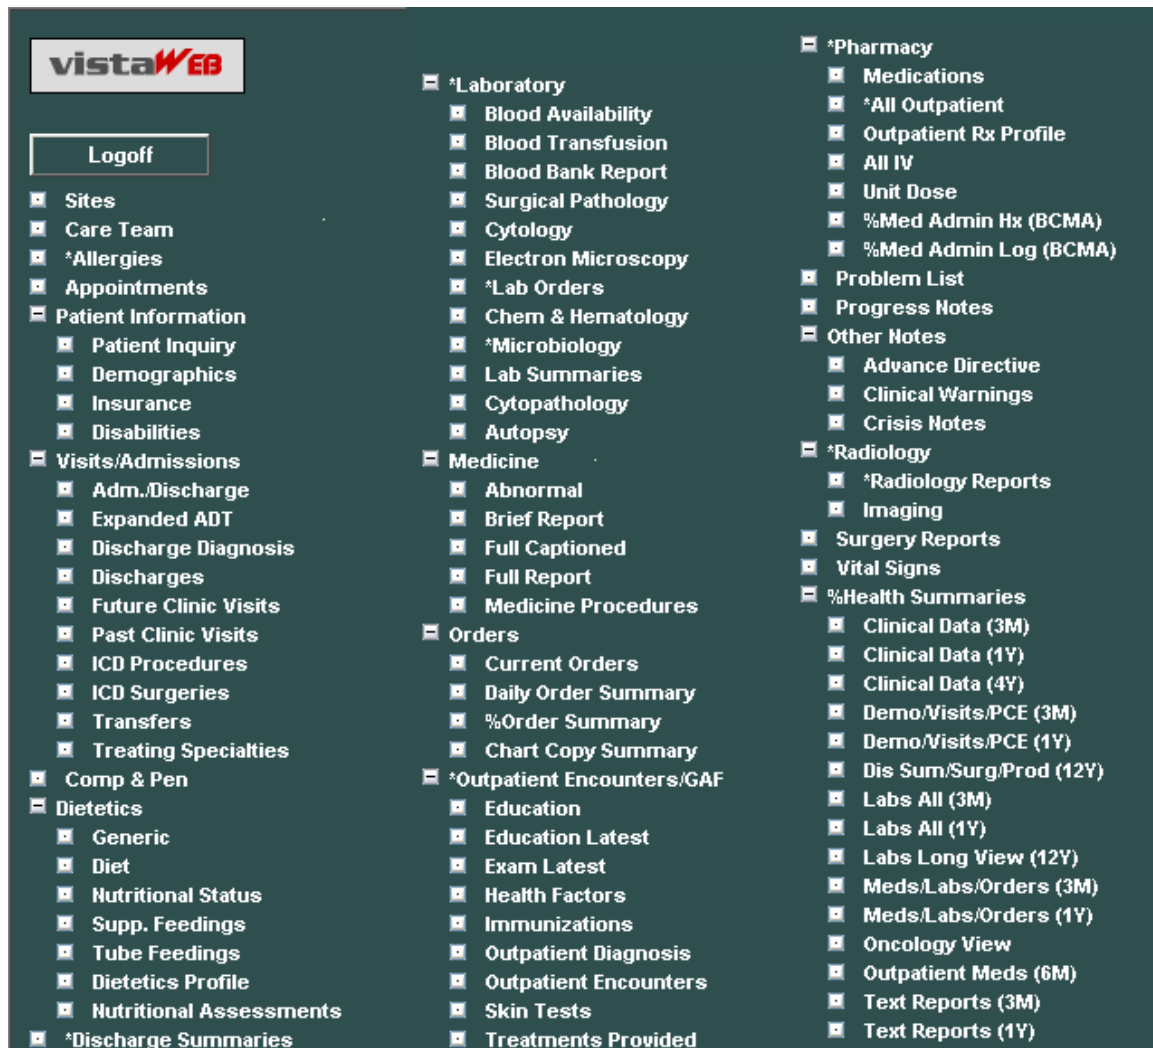 vistaWEB
Logoff
Sites
Care Team
*Allergies
Appointments
Patient Information
Patient Inquiry
Demographics
Insurance
Disabilities
Visits/Admissions
Adm./Discharge
Expanded ADT
Discharge Diagnosis
Discharges
Future Clinic Visits
Past Clinic Visits
ICD Procedures
ICD Surgeries
Transfers
Treating Specialties
Comp & Pen
Dietetics
Generic
Diet
Nutritional Status
Supp. Feedings
Tube Feedings
Dietetics Profile
Nutritional Assessments
*Discharge Summaries
*Laboratory
Blood Availability
Blood Transfusion
Blood Bank Report
Surgical Pathology
Cytology
Electron Microscopy
*Lab Orders
Chem & Hematology
*Microbiology
Lab Summaries
Cytopathology
Autopsy
Medicine
Abnormal
Brief Report
Full Captioned
Full Report
Medicine Procedures
Orders
Current Orders
Daily Order Summary
%Order Summary
Chart Copy Summary
*Outpatient Encounters/GAF
Education
Education Latest
Exam Latest
Health Factors
Immunizations
Outpatient Diagnosis
Outpatient Encounters
Skin Tests
Treatments Provided
*Pharmacy
Medications
*All Outpatient
Outpatient Rx Profile
All IV
Unit Dose
%Med Admin Hx (BCMA)
%Med Admin Log (BCMA)
Problem List
Progress Notes
Other Notes
Advance Directive
Clinical Warnings
Crisis Notes
*Radiology
*Radiology Reports
Imaging
Surgery Reports
Vital Signs
%Health Summaries
Clinical Data (3M)
Clinical Data (1Y)
Clinical Data (4Y)
Demo/Visits/PCE (3M)
Demo/Visits/PCE (1Y)
Dis Sum/Surg/Prod (12Y)
Labs All (3M)
Labs All (1Y)
Labs Long View (12Y)
Meds/Labs/Orders (3M)
Meds/Labs/Orders (1Y)
Oncology View
Outpatient Meds (6M)
Text Reports (3M)
Text Reports (1Y)